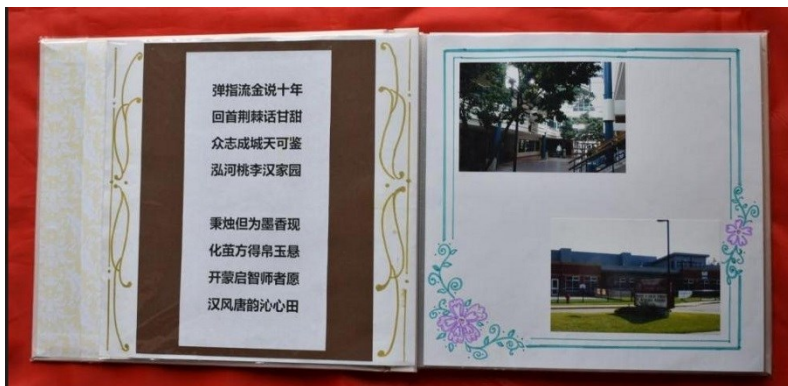 弹指流金说十年
回首荆棘话甘甜
众志成城天可鉴
泓河桃李汉家园
秉烛但为墨香现
化茧方得帛玉悬
开蒙启智师者愿
汉风唐韵沁心田